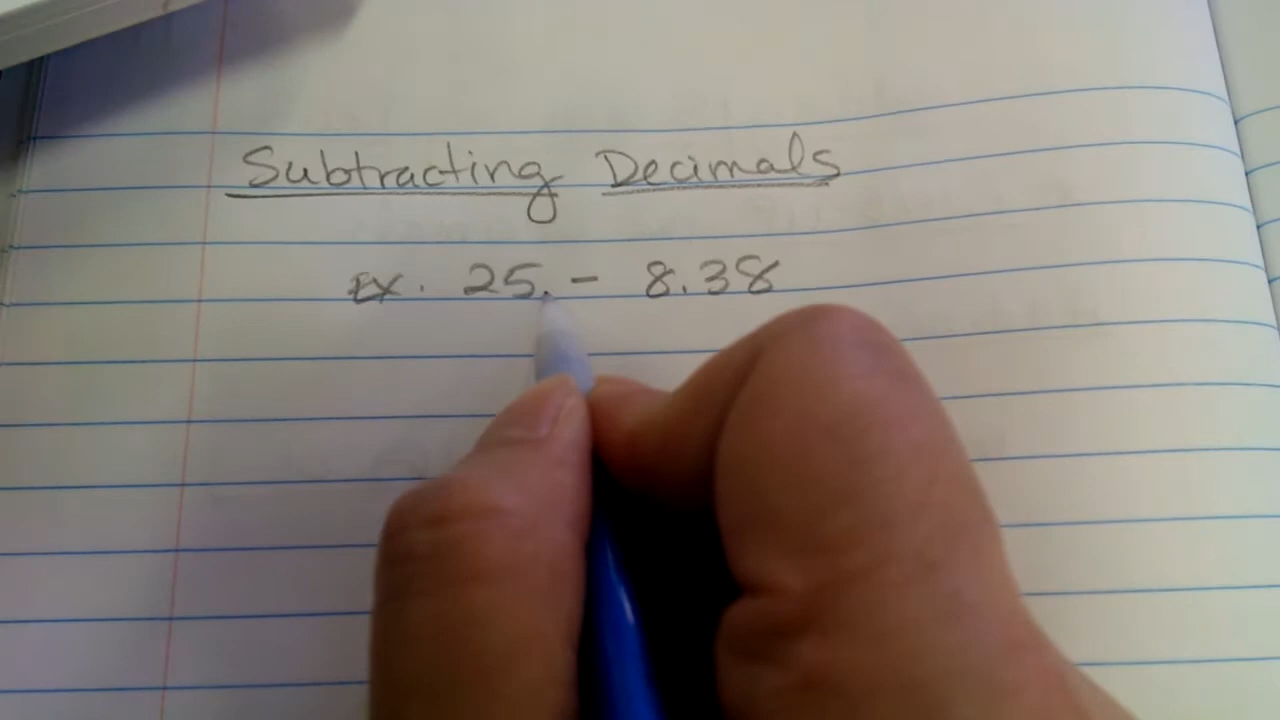 Subtracting Decimals
Ex. 25. - 8.38